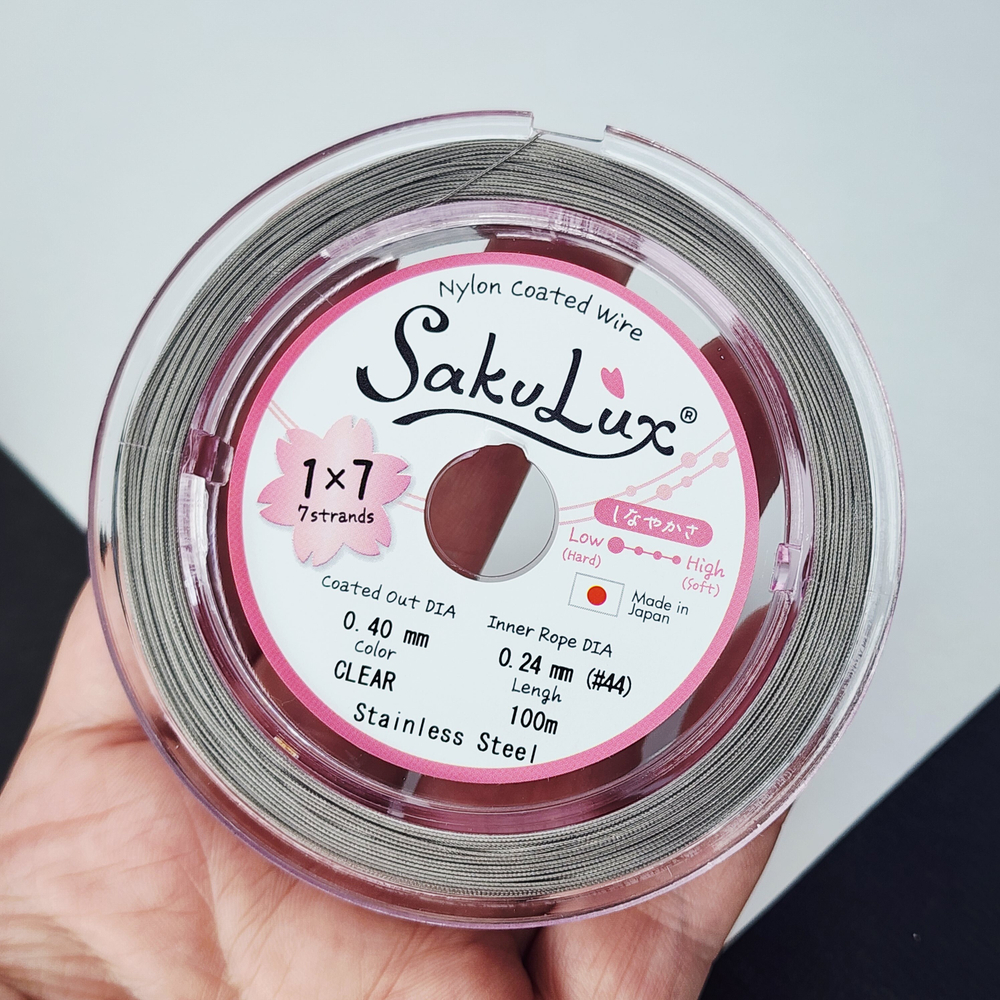 Nylon Coated Wire
SakuLux®
1×7
7strands
しなやかさ
Low
(Hard)
High
(Soft)
Made in
Japan
Coated Out DIA
0.40 mm
Color
CLEAR
Inner Rope DIA
0.24 mm (#44)
Lengh
100m
Stainless Steel